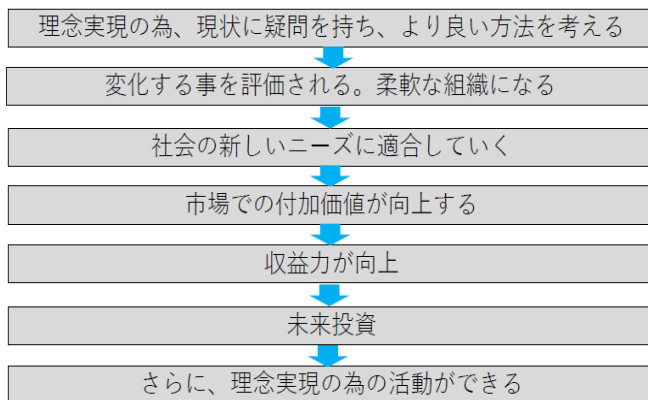 理念実現の為、現状に疑問を持ち、より良い方法を考える
変化する事を評価される。柔軟な組織になる
社会の新しいニーズに適合していく
市場での付加価値が向上する
収益力が向上
未来投資
さらに、理念実現の為の活動ができる